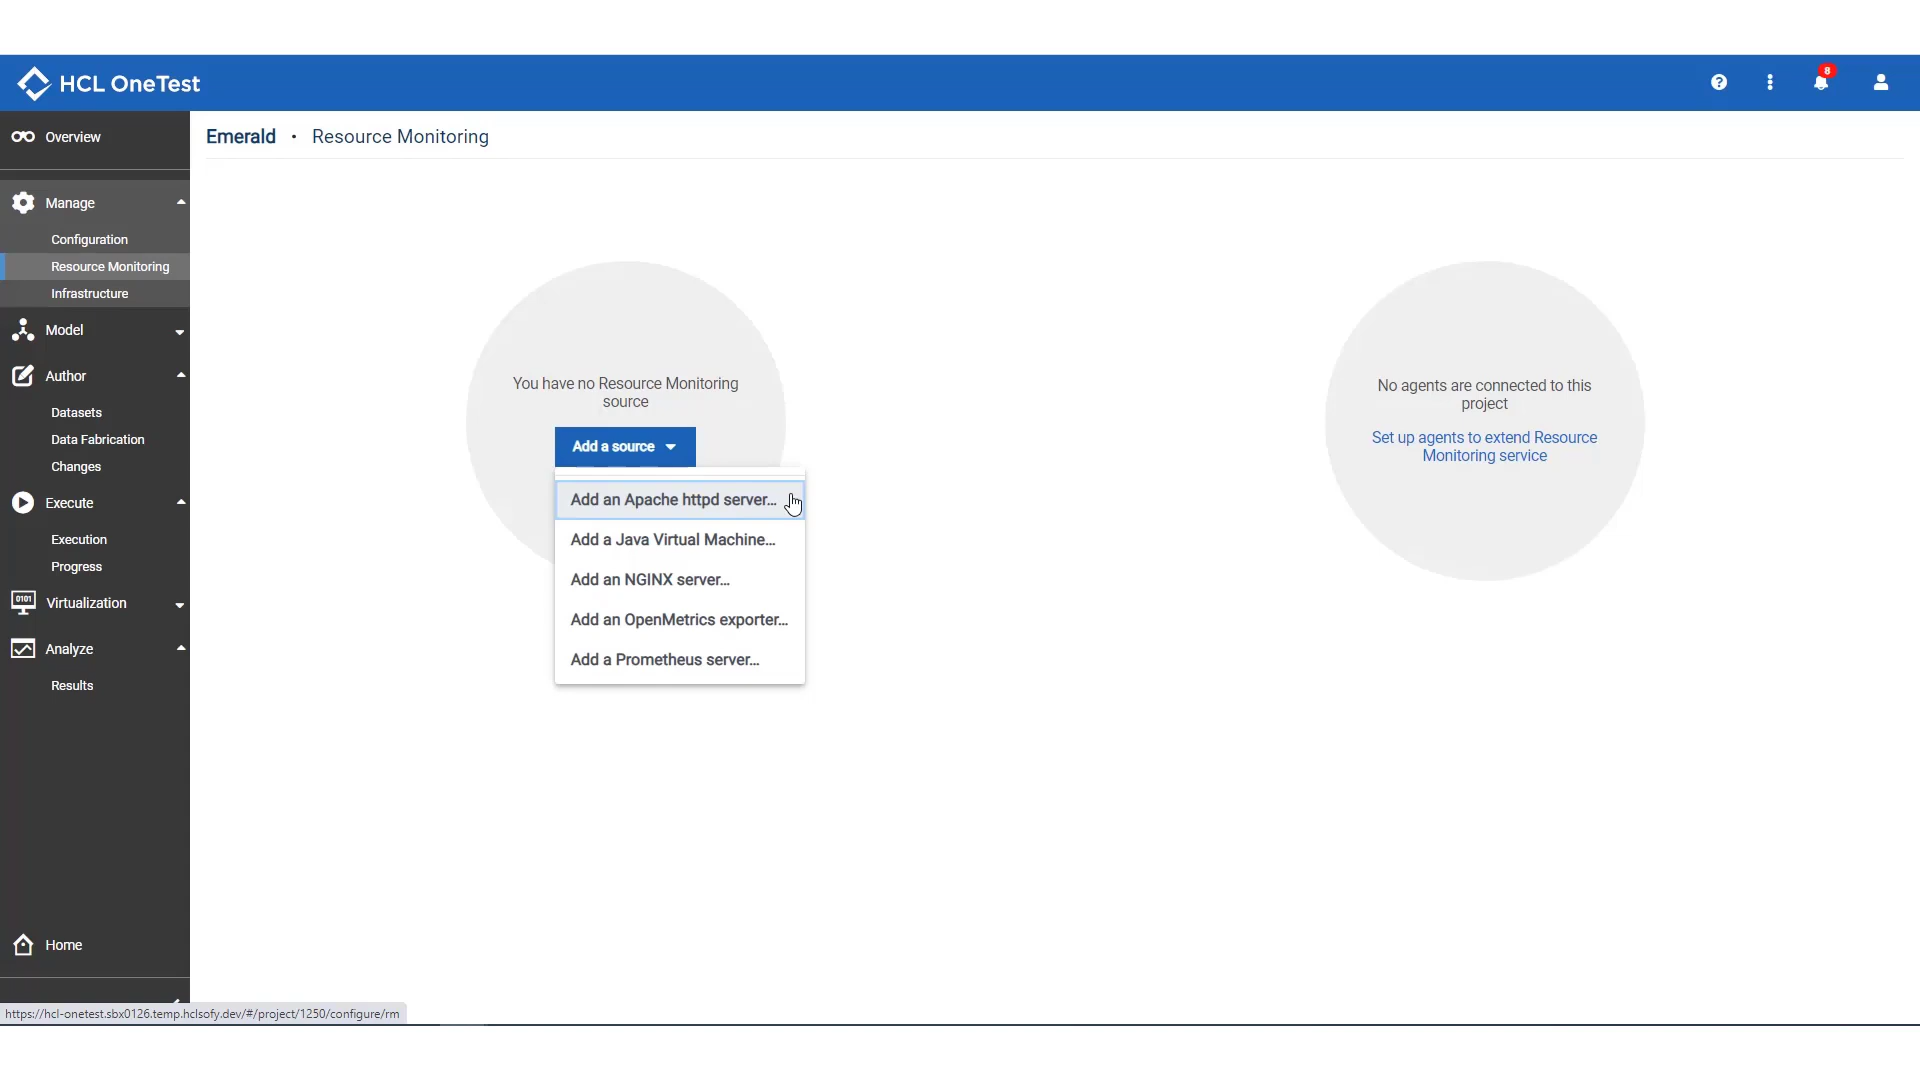 HCL OneTest
8
Overview
Emerald • Resource Monitoring
Manage
Configuration
Resource Monitoring
Infrastructure
Model
Author
Datasets
Data Fabrication
Changes
Execute
Execution
Progress
0101
Virtualization
Analyze
Results
Home
You have no Resource Monitoring
source
Add a source
Add an Apache httpd server...
Add a Java Virtual Machine...
Add an NGINX server...
Add an OpenMetrics exporter...
Add a Prometheus server...
No agents are connected to this
project
Set up agents to extend Resource
Monitoring service
https://hcl-onetest.sbx0126.temp.hclsofy.dev/#/project/1250/configure/rm